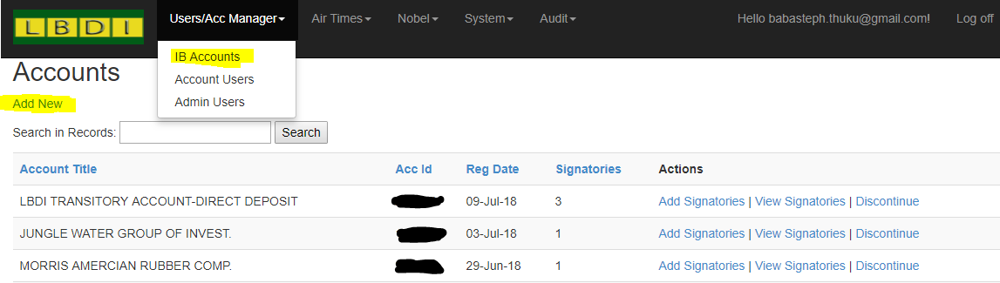 LBDI Users/Acc Manager Air Times Nobel System Audit Hello babasteph.thuku@gmail.com! Log off
IB Accounts
Account Users
Admin Users
Accounts
Add New
Search in Records: Search
Account Title Acc Id Reg Date Signatories Actions
LBDI TRANSITORY ACCOUNT-DIRECT DEPOSIT 09-Jul-18 3 Add Signatories | View Signatories | Discontinue
JUNGLE WATER GROUP OF INVEST. 03-Jul-18 1 Add Signatories | View Signatories | Discontinue
MORRIS AMERCIAN RUBBER COMP. 29-Jun-18 1 Add Signatories | View Signatories | Discontinue